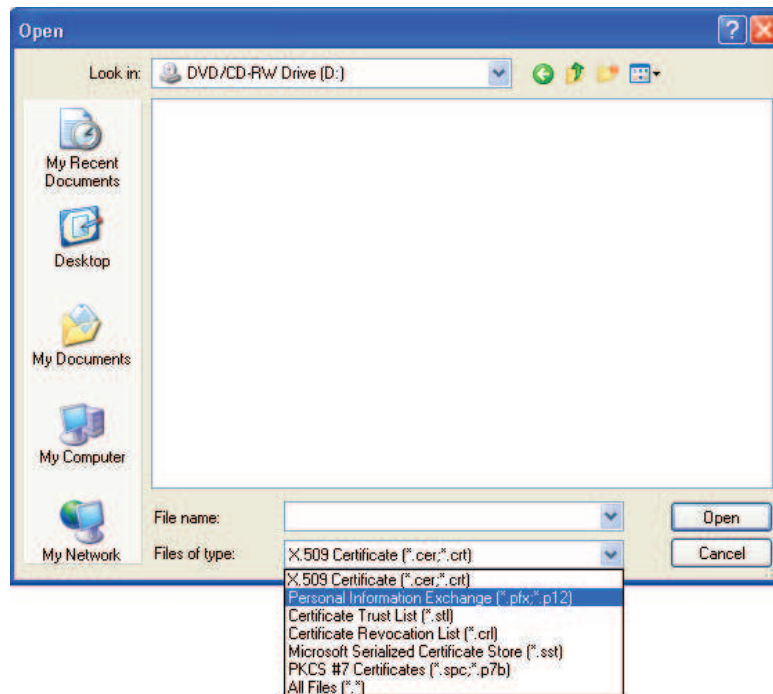 Open
Look in:
DVD/CD-RW Drive (D:)
My Recent
Documents
Desktop
My Documents
My Computer
My Network
File name:
Open
Files of type:
X.509 Certificate (*.cer;*.crt)
Cancel
X.509 Certificate (*.cer;*.crt)
Personal Information Exchange (*.pfx;*.p12)
Certificate Trust List (*.stl)
Certificate Revocation List (*.crl)
Microsoft Serialized Certificate Store (*.sst)
PKCS #7 Certificates (*.spc;*.p7b)
All Files (*.*)